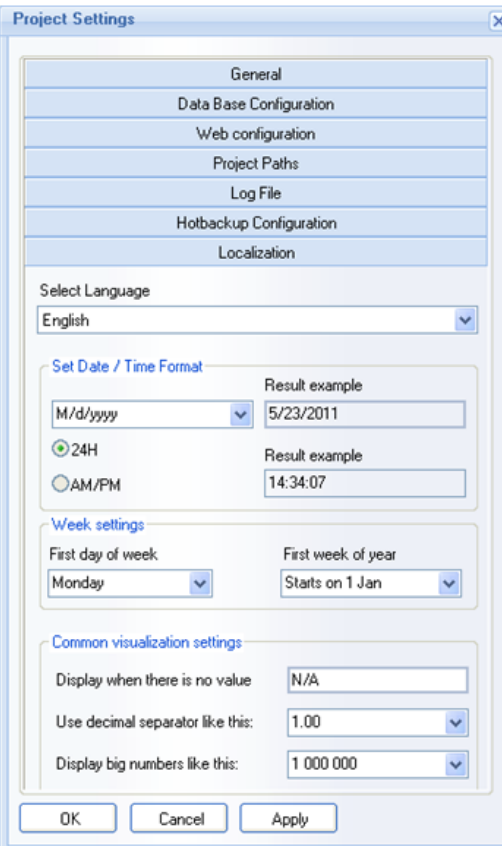 Project Settings
General
Data Base Configuration
Web configuration
Project Paths
Log File
Hotbackup Configuration
Localization
Select Language
English
Set Date / Time Format
Result example
M/d/yyyy
5/23/2011
24H
Result example
AM/PM
14:34:07
Week settings
First day of week
First week of year
Monday
Starts on 1 Jan
Common visualization settings
Display when there is no value
N/A
Use decimal separator like this:
1.00
Display big numbers like this:
1 000 000
OK
Cancel
Apply